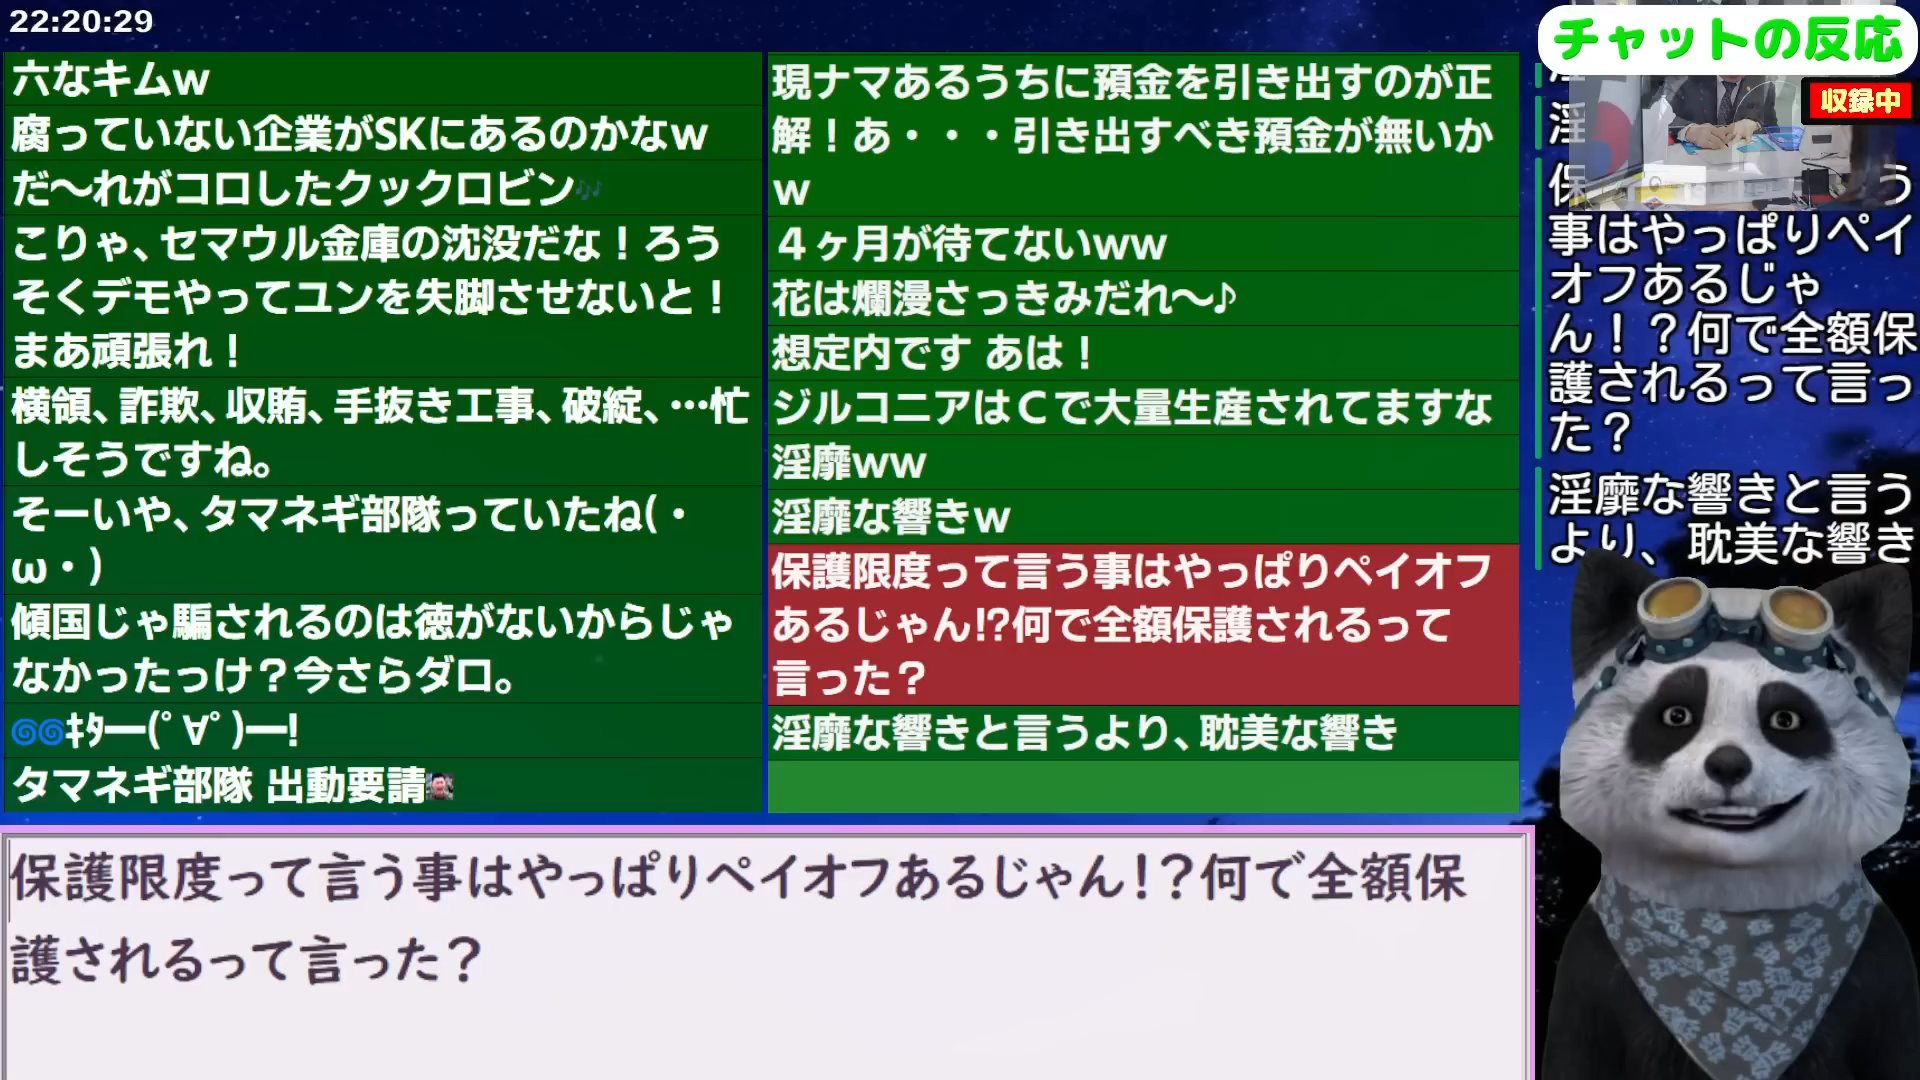 22:20:29
六なキムw
腐っていない企業がSKにあるのかなw
だ〜れがコロしたクックロビン🎶
こりゃ、セマウル金庫の沈没だな！ろう
そくデモやってユンを失脚させないと！
まあ頑張れ！
横領、詐欺、収賄、手抜き工事、破綻、…忙
しそうですね。
そーいや、タマネギ部隊っていたね(・
ω・)
傾国じゃ騙されるのは徳がないからじゃ
なかったっけ？今さらダロ。
🌀🌀ｷﾀ━(ﾟ∀ﾟ)━!
タマネギ部隊 出動要請
現ナマあるうちに預金を引き出すのが正
解！あ・・・引き出すべき預金が無いか
w
４ヶ月が待てないww
花は爛漫さっきみだれ〜♪
想定内です あは！
ジルコニアはＣで大量生産されてますな
淫靡ww
淫靡な響きw
保護限度って言う事はやっぱりペイオフ
あるじゃん!?何で全額保護されるって
言った？
淫靡な響きと言うより、耽美な響き
保護限度って言う事はやっぱりペイオフあるじゃん！？何で全額保
護されるって言った？
チャットの反応
収録中
淫
保
う
事はやっぱりペイ
オフあるじゃ
ん！？何で全額保
護されるって言っ
た？
淫靡な響きと言う
より、耽美な響き